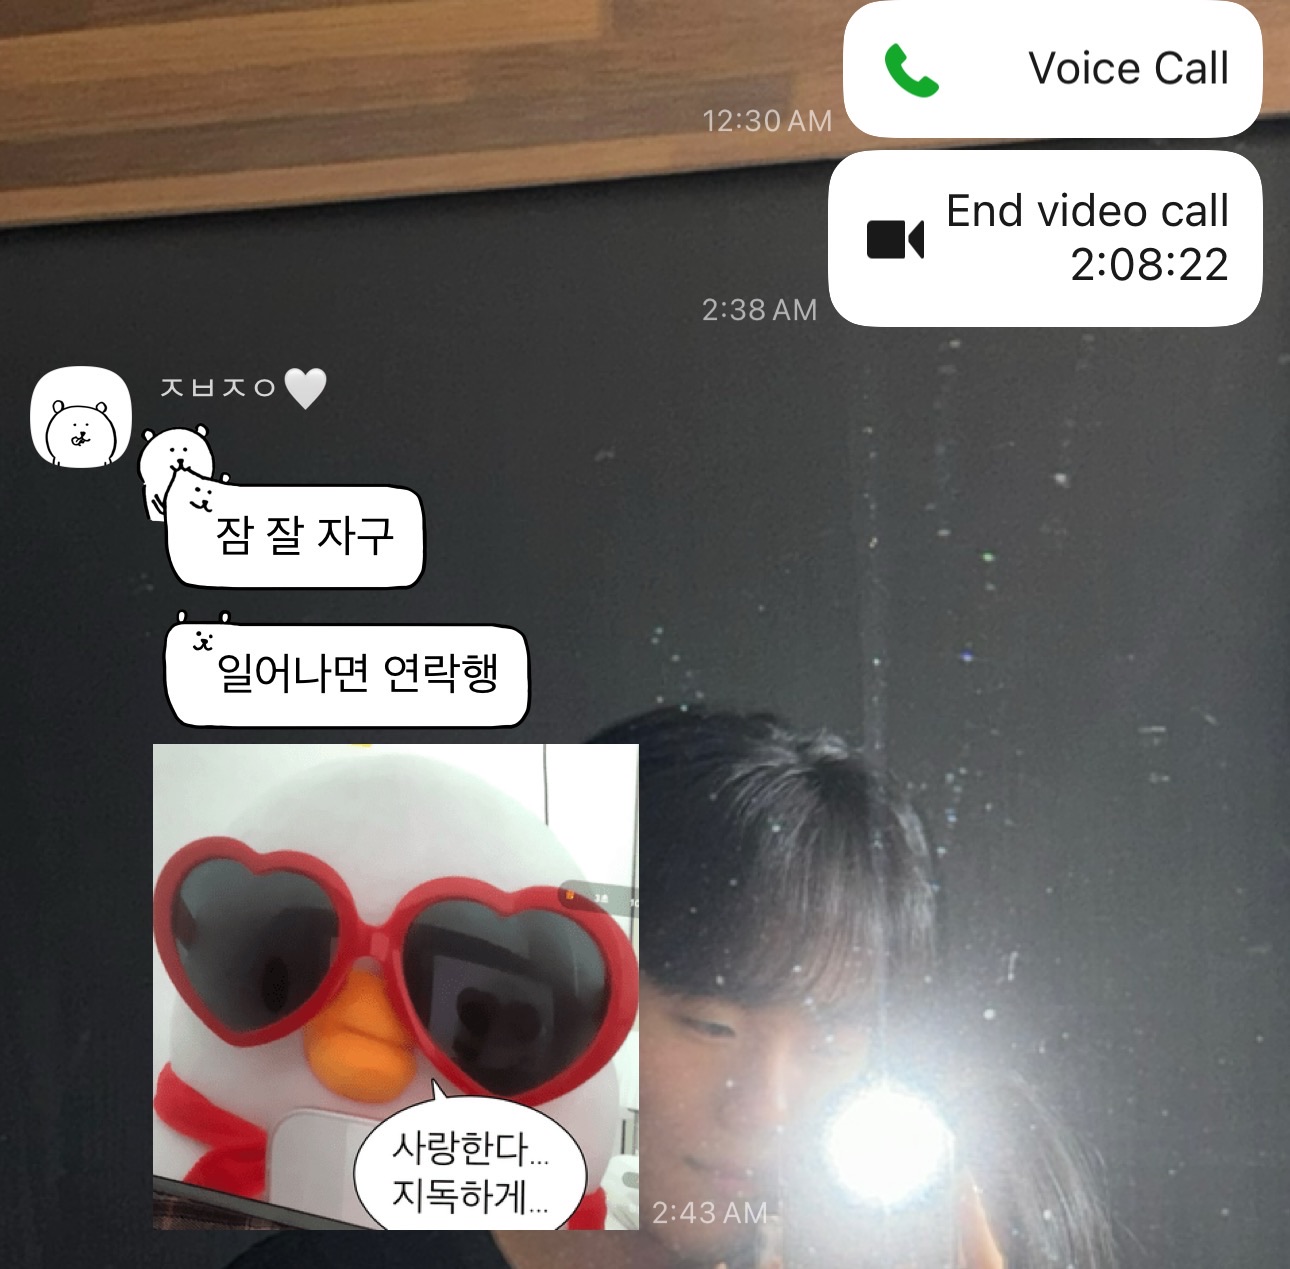 Voice Call
12:30 AM
End video call
2:08:22
2:38 AM
ㅈㅂㅈㅇ🤍
잠 잘 자구
일어나면 연락행
사랑한다...
지독하게...
2:43 AM